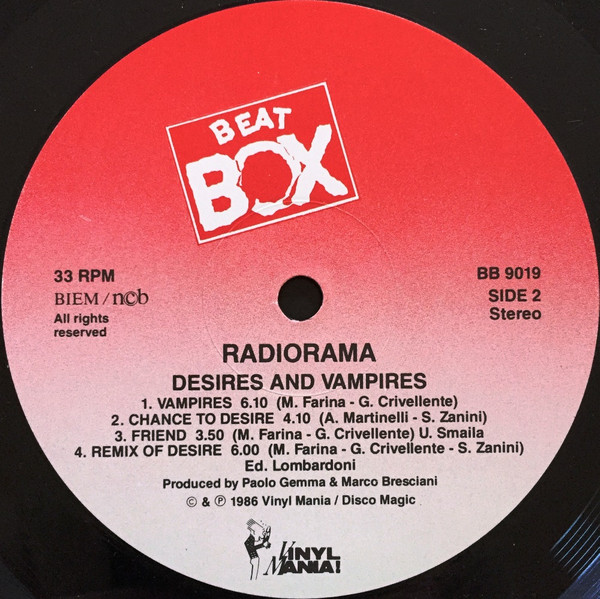 BEAT
BOX
33 RPM
BIEM / ncb
All rights
reserved
BB 9019
SIDE 2
Stereo
RADIORAMA
DESIRES AND VAMPIRES
1. VAMPIRES 6.10 (M. Farina - G. Crivellente)
2. CHANCE TO DESIRE 4.10 (A. Martinelli - S. Zanini)
3. FRIEND 3.50 (M. Farina - G. Crivellente) U. Smaila
4. REMIX OF DESIRE 6.00 (M. Farina - G. Crivellente - S. Zanini)
Ed. Lombardoni
Produced by Paolo Gemma & Marco Bresciani
© & ℗ 1986 Vinyl Mania / Disco Magic
VINYL
MANIA!